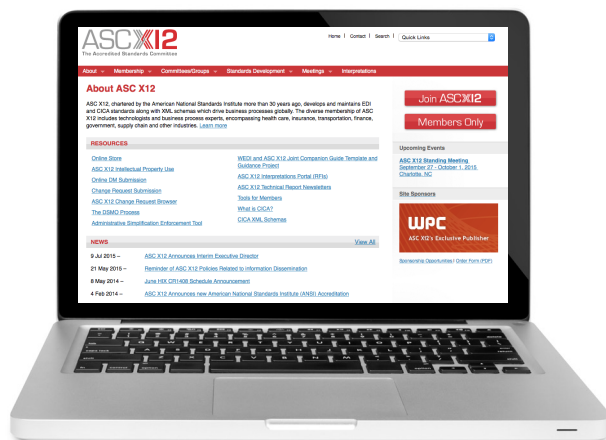 ASC X12
The Accredited Standards Committee
Home | Contact | Search | Quick Links
About Membership Committees/Groups Standards Development Meetings Interpretations
About ASC X12
ASC X12, chartered by the American National Standards Institute more than 30 years ago, develops and maintains EDI
and CICA standards along with XML schemas which drive business processes globally. The diverse membership of ASC
X12 includes technologists and business process experts, encompassing health care, insurance, transportation, finance,
government, supply chain and other industries. Learn more
RESOURCES
Online Store
ASC X12 Intellectual Property Use
Online DM Submission
Change Request Submission
ASC X12 Change Request Browser
The DSMO Process
Administrative Simplification Enforcement Tool
WEDI and ASC X12 Joint Companion Guide Template and
Guidance Project
ASC X12 Interpretations Portal (RFIs)
ASC X12 Technical Report Newsletters
Tools for Members
What is CICA?
CICA XML Schemas
NEWS View All
9 Jul 2015 – ASC X12 Announces Interim Executive Director
21 May 2015 – Reminder of ASC X12 Policies Related to Information Dissemination
8 May 2014 – June HIX CR1408 Schedule Announcement
4 Feb 2014 – ASC X12 Announces new American National Standards Institute (ANSI) Accreditation
Join ASC X12
Members Only
Upcoming Events
ASC X12 Standing Meeting
September 27 - October 1, 2015
Charlotte, NC
Site Sponsors
WPC
ASC X12's Exclusive Publisher
Sponsorship Opportunities | Order Form (PDF)